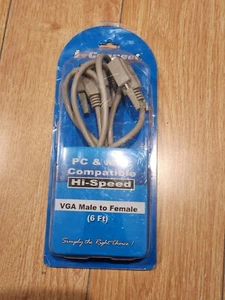 PC & Mac
Compatible
Hi-Speed
VGA Male to Female
(6 Ft)
Simply the Right Choice!